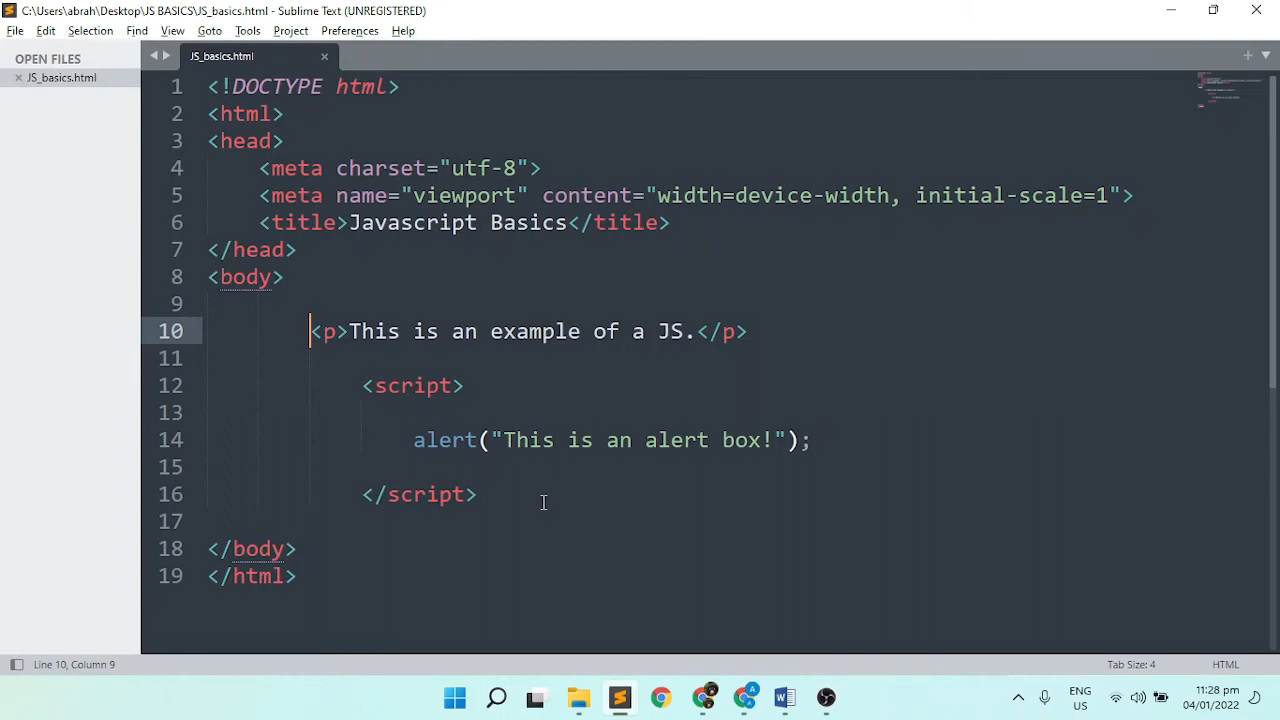 C:\Users\abrah\Desktop\JS BASICS\JS_basics.html - Sublime Text (UNREGISTERED)
File Edit Selection Find View Goto Tools Project Preferences Help
OPEN FILES
JS_basics.html
JS_basics.html
1 <!DOCTYPE html>
2 <html>
3 <head>
4 <meta charset="utf-8">
5 <meta name="viewport" content="width=device-width, initial-scale=1">
6 <title>Javascript Basics</title>
7 </head>
8 <body>
9
10 <p>This is an example of a JS.</p>
11
12 <script>
13
14 alert("This is an alert box!");
15
16 </script>
17
18 </body>
19 </html>
Line 10, Column 9
Tab Size: 4
HTML
ENG
US
11:28 pm
04/01/2022